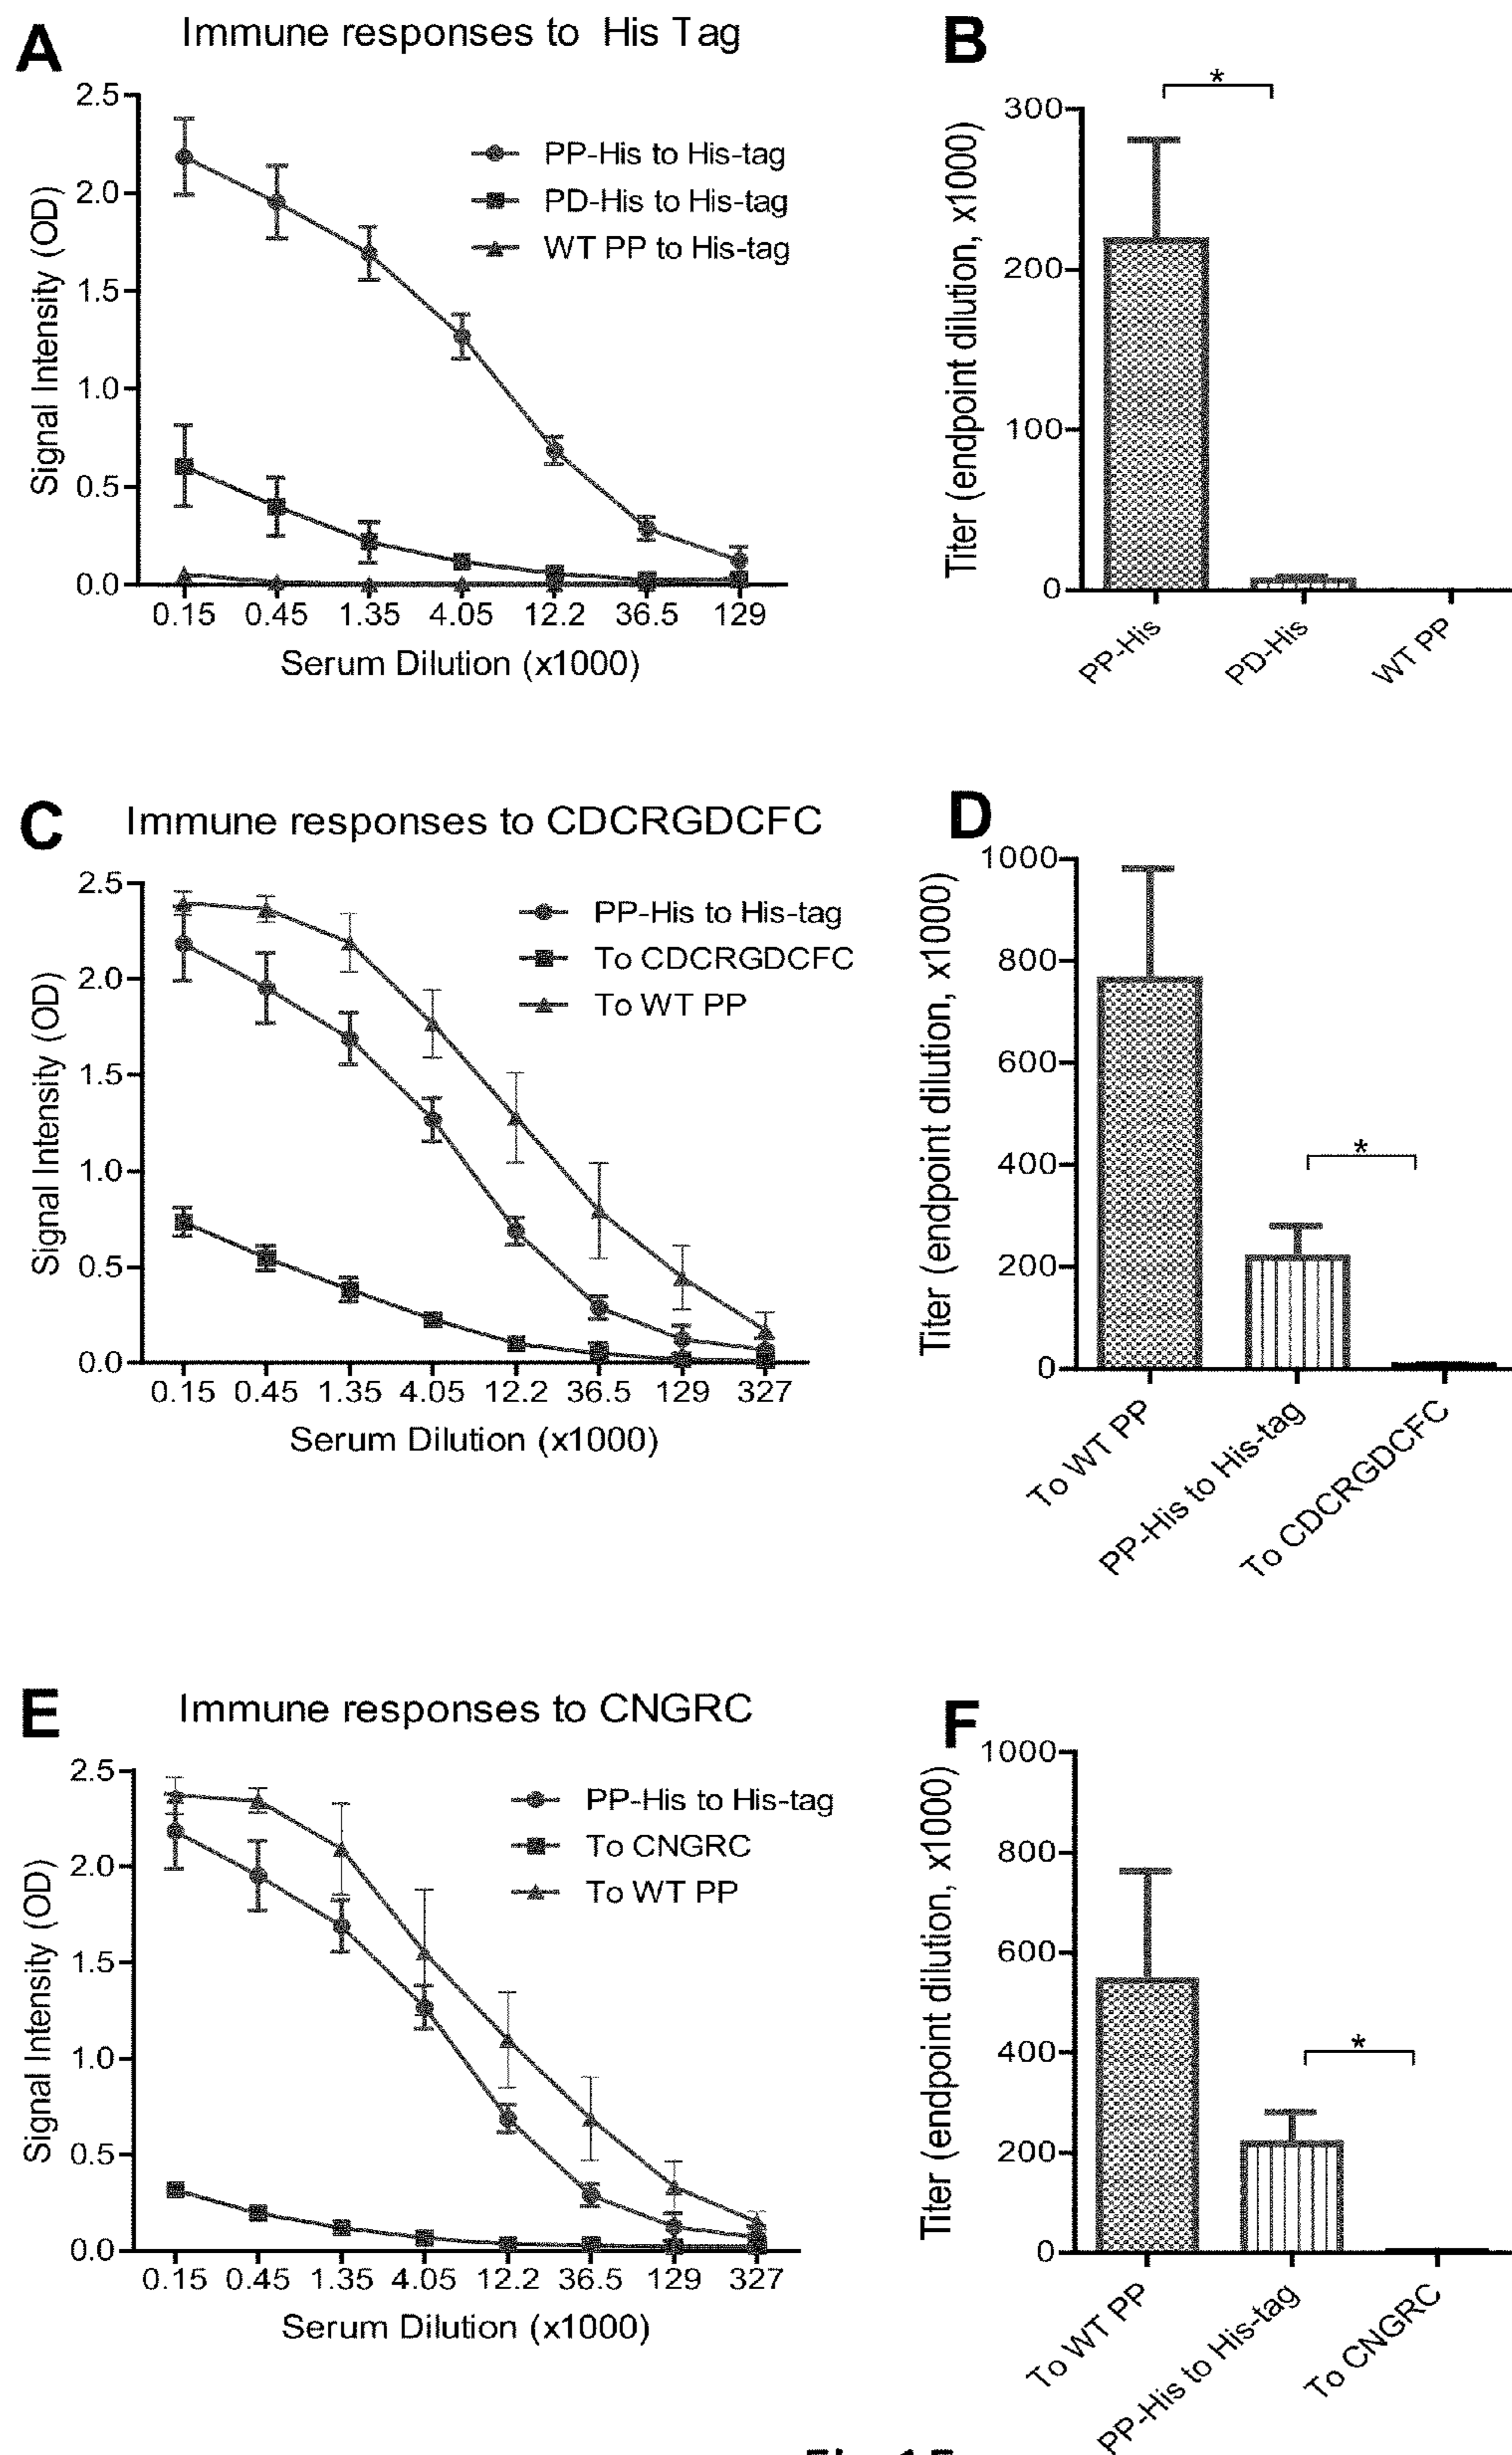 A
Immune responses to His Tag
2.5
2.0
1.5
1.0
0.5
0.0
Signal Intensity (OD)
PP-His to His-tag
PD-His to His-tag
WT PP to His-tag
0.15 0.45 1.35 4.05 12.2 36.5 129
Serum Dilution (x1000)
B
*
300
200
100
0
Titer (endpoint dilution, x1000)
PP-His
PD-His
WT PP
C
Immune responses to CDCRGDCFC
2.5
2.0
1.5
1.0
0.5
0.0
Signal Intensity (OD)
PP-His to His-tag
To CDCRGDCFC
To WT PP
0.15 0.45 1.35 4.05 12.2 36.5 129 327
Serum Dilution (x1000)
D
1000
800
600
400
200
0
*
Titer (endpoint dilution, x1000)
To WT PP
PP-His to His-tag
To CDCRGDCFC
E
Immune responses to CNGRC
2.5
2.0
1.5
1.0
0.5
0.0
Signal Intensity (OD)
PP-His to His-tag
To CNGRC
To WT PP
0.15 0.45 1.35 4.05 12.2 36.5 129 327
Serum Dilution (x1000)
F
1000
800
600
400
200
0
*
Titer (endpoint dilution, x1000)
To WT PP
PP-His to His-tag
To CNGRC